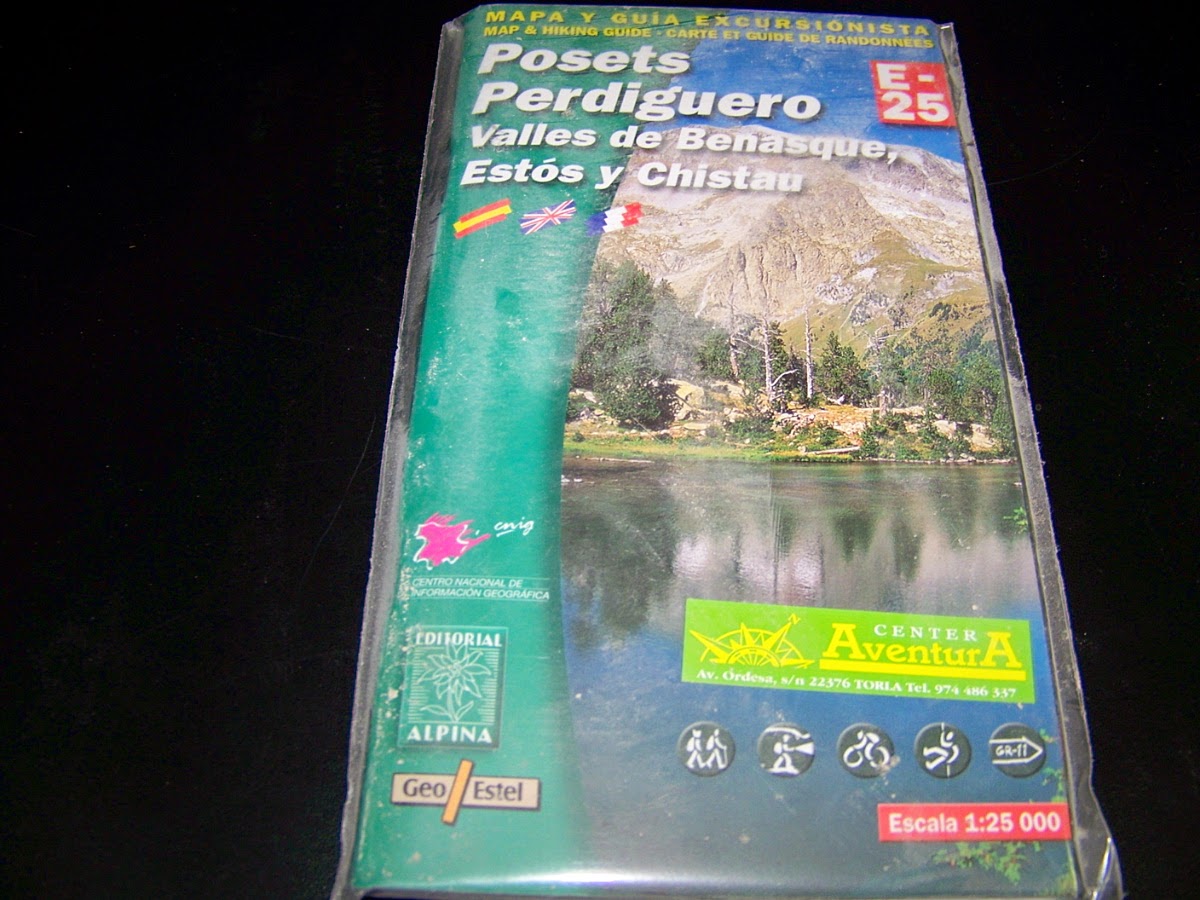 MAPA Y GUÍA EXCURSIONISTA
MAP & HIKING GUIDE - CARTE ET GUIDE DE RANDONNÉES
Posets
Perdiguero
Valles de Benasque,
Estós y Chistau
E-
25
cnig
CENTRO NACIONAL DE
INFORMACIÓN GEOGRÁFICA
EDITORIAL
ALPINA
Geo Estel
CENTER
AventurA
Av. Ordesa, s/n 22376 TORLA Tel. 974 486 337
GR-11
Escala 1:25 000